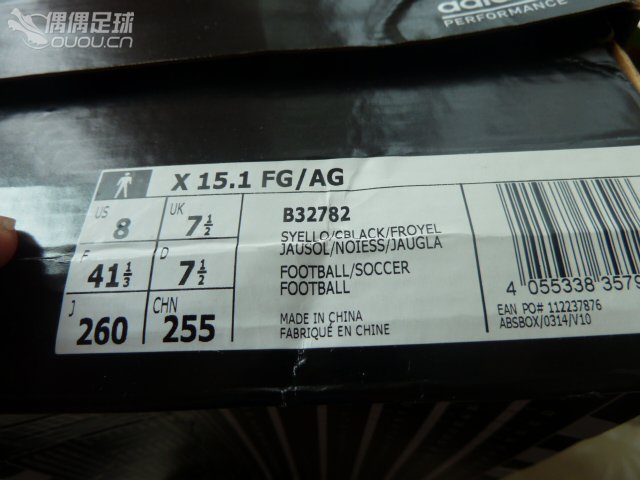 偶偶足球
OUOU.CN
PERFORMANCE
X 15.1 FG/AG
US
8
UK
7½
F
41⅓
D
7½
J
260
CHN
255
B32782
SYELLO/CBLACK/FROYEL
JAUSOL/NOIESS/JAUGLA
FOOTBALL/SOCCER
FOOTBALL
MADE IN CHINA
FABRIQUÉ EN CHINE
4 055338 3579
EAN PO# 112237876
ABSBOX/0314/V10